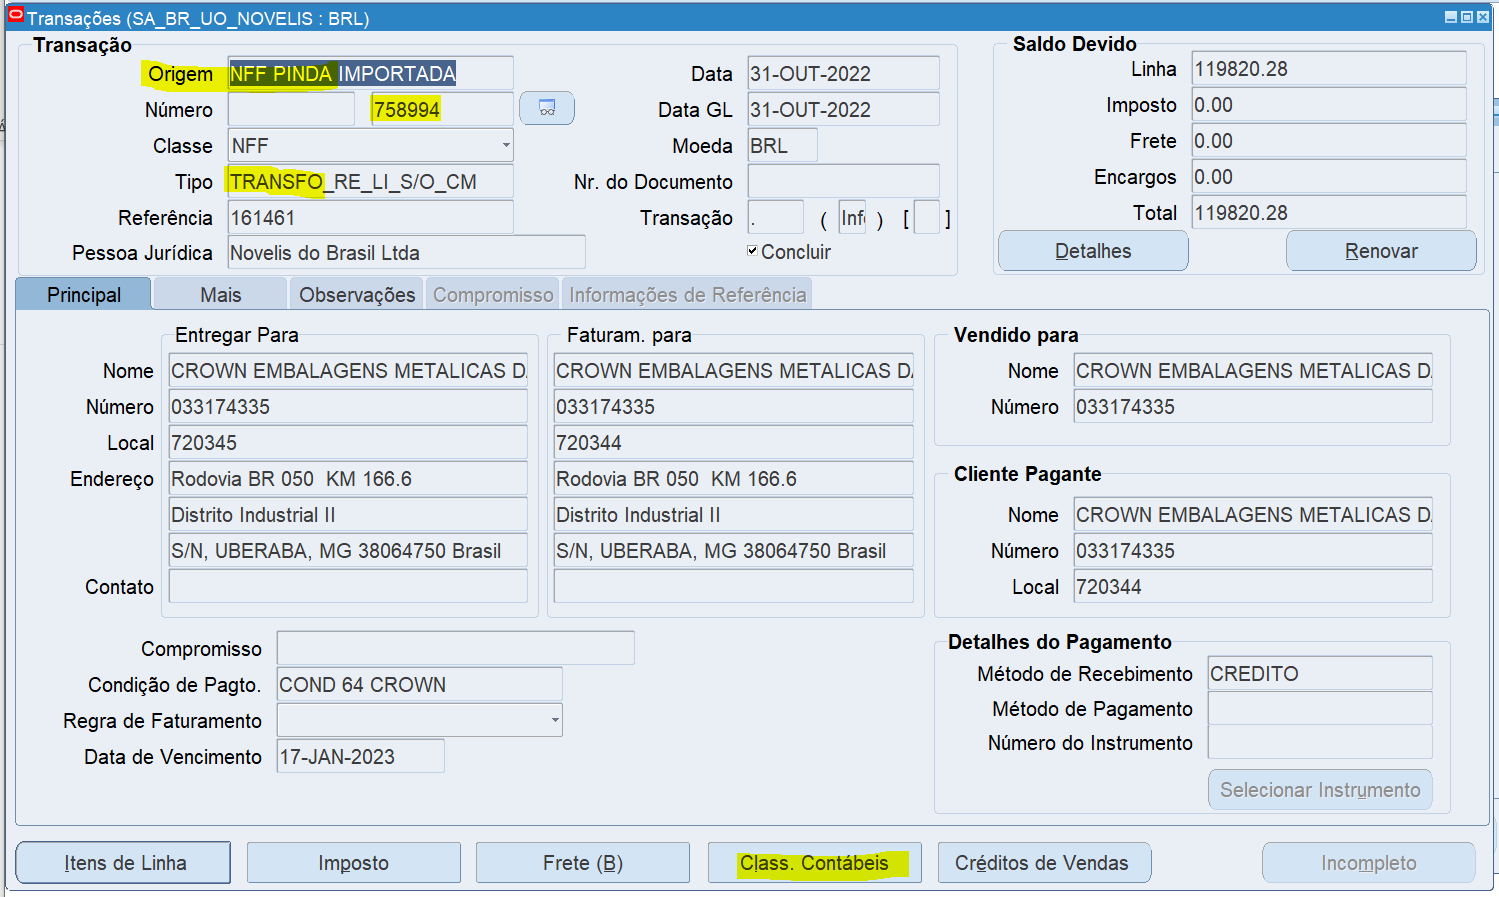 Transações (SA_BR_UO_NOVELIS : BRL)
Transação
Origem NFF PINDA IMPORTADA
Número 758994
Classe NFF
Tipo TRANSFO_RE_LI_S/O_CM
Referência 161461
Pessoa Jurídica Novelis do Brasil Ltda
Data 31-OUT-2022
Data GL 31-OUT-2022
Moeda BRL
Nr. do Documento
Transação . ( Inf ) [ ]
Concluir
Saldo Devido
Linha 119820.28
Imposto 0.00
Frete 0.00
Encargos 0.00
Total 119820.28
Detalhes Renovar
Principal Mais Observações Compromisso Informações de Referência
Entregar Para
Nome CROWN EMBALAGENS METALICAS D
Número 033174335
Local 720345
Endereço Rodovia BR 050 KM 166.6
Distrito Industrial II
S/N, UBERABA, MG 38064750 Brasil
Contato
Faturam. para
CROWN EMBALAGENS METALICAS DA
033174335
720344
Rodovia BR 050 KM 166.6
Distrito Industrial II
S/N, UBERABA, MG 38064750 Brasil
Vendido para
Nome CROWN EMBALAGENS METALICAS D
Número 033174335
Cliente Pagante
Nome CROWN EMBALAGENS METALICAS D
Número 033174335
Local 720344
Compromisso
Condição de Pagto. COND 64 CROWN
Regra de Faturamento
Data de Vencimento 17-JAN-2023
Detalhes do Pagamento
Método de Recebimento CREDITO
Método de Pagamento
Número do Instrumento
Selecionar Instrumento
Itens de Linha Imposto Frete (B) Class. Contábeis Créditos de Vendas Incompleto